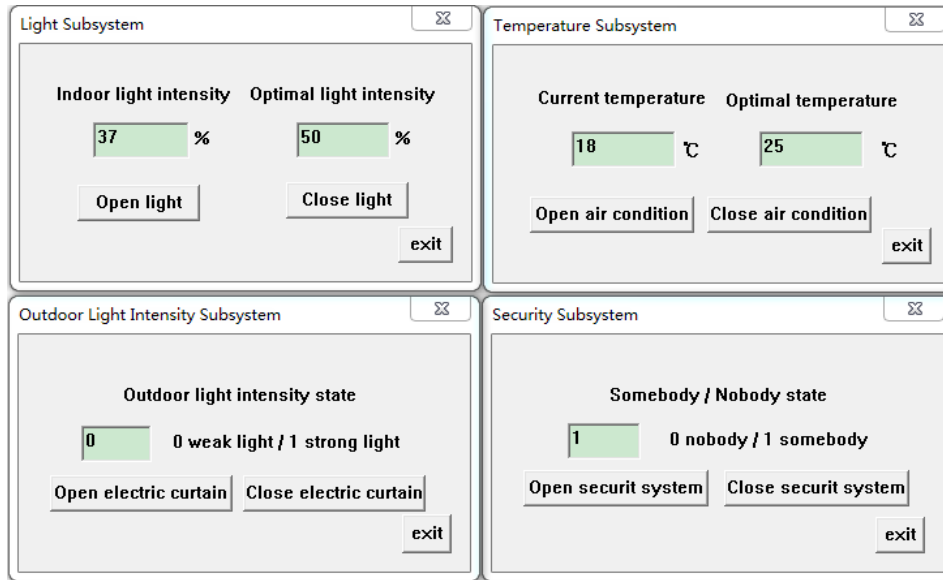 Light Subsystem
Indoor light intensity Optimal light intensity
37 % 50 %
Open light Close light
exit
Temperature Subsystem
Current temperature Optimal temperature
18 ℃ 25 ℃
Open air condition Close air condition
exit
Outdoor Light Intensity Subsystem
Outdoor light intensity state
0 0 weak light / 1 strong light
Open electric curtain Close electric curtain
exit
Security Subsystem
Somebody / Nobody state
1 0 nobody / 1 somebody
Open securit system Close securit system
exit